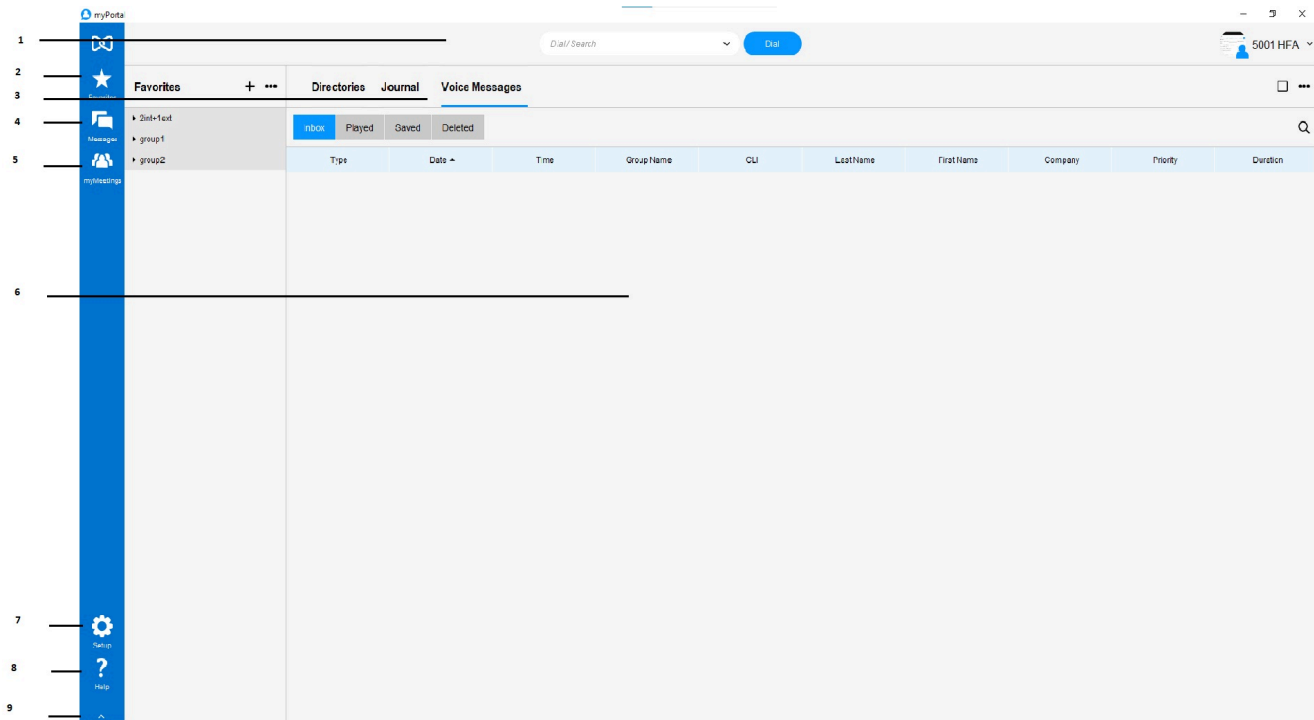 myPortal
1
Dial/Search
Dial
5001 HFA
2
Favorites
3
Favorites
Directories
Journal
Voice Messages
4
Messages
2int+1ext
group1
group2
Inbox
Played
Saved
Deleted
5
myMeetings
Type
Date
Time
Group Name
CLI
Last Name
First Name
Company
Priority
Duration
6
7
Setup
8
Help
9